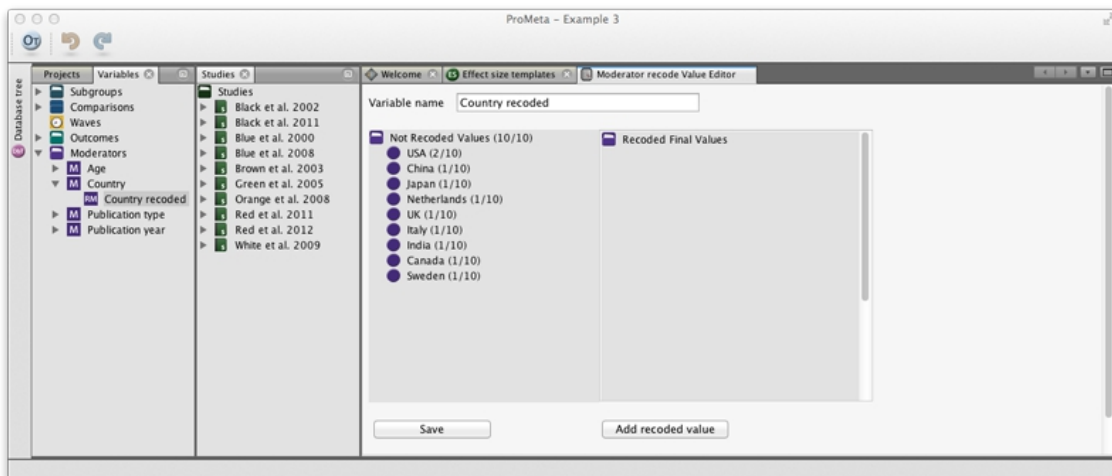 ProMeta - Example 3
Database tree
Projects
Variables
Subgroups
Comparisons
Waves
Outcomes
Moderators
M Age
M Country
RM Country recoded
M Publication type
M Publication year
Studies
Studies
Black et al. 2002
Black et al. 2011
Blue et al. 2000
Blue et al. 2008
Brown et al. 2003
Green et al. 2005
Orange et al. 2008
Red et al. 2011
Red et al. 2012
White et al. 2009
Welcome
ES Effect size templates
Moderator recode Value Editor
Variable name Country recoded
Not Recoded Values (10/10)
USA (2/10)
China (1/10)
Japan (1/10)
Netherlands (1/10)
UK (1/10)
Italy (1/10)
India (1/10)
Canada (1/10)
Sweden (1/10)
Recoded Final Values
Save
Add recoded value